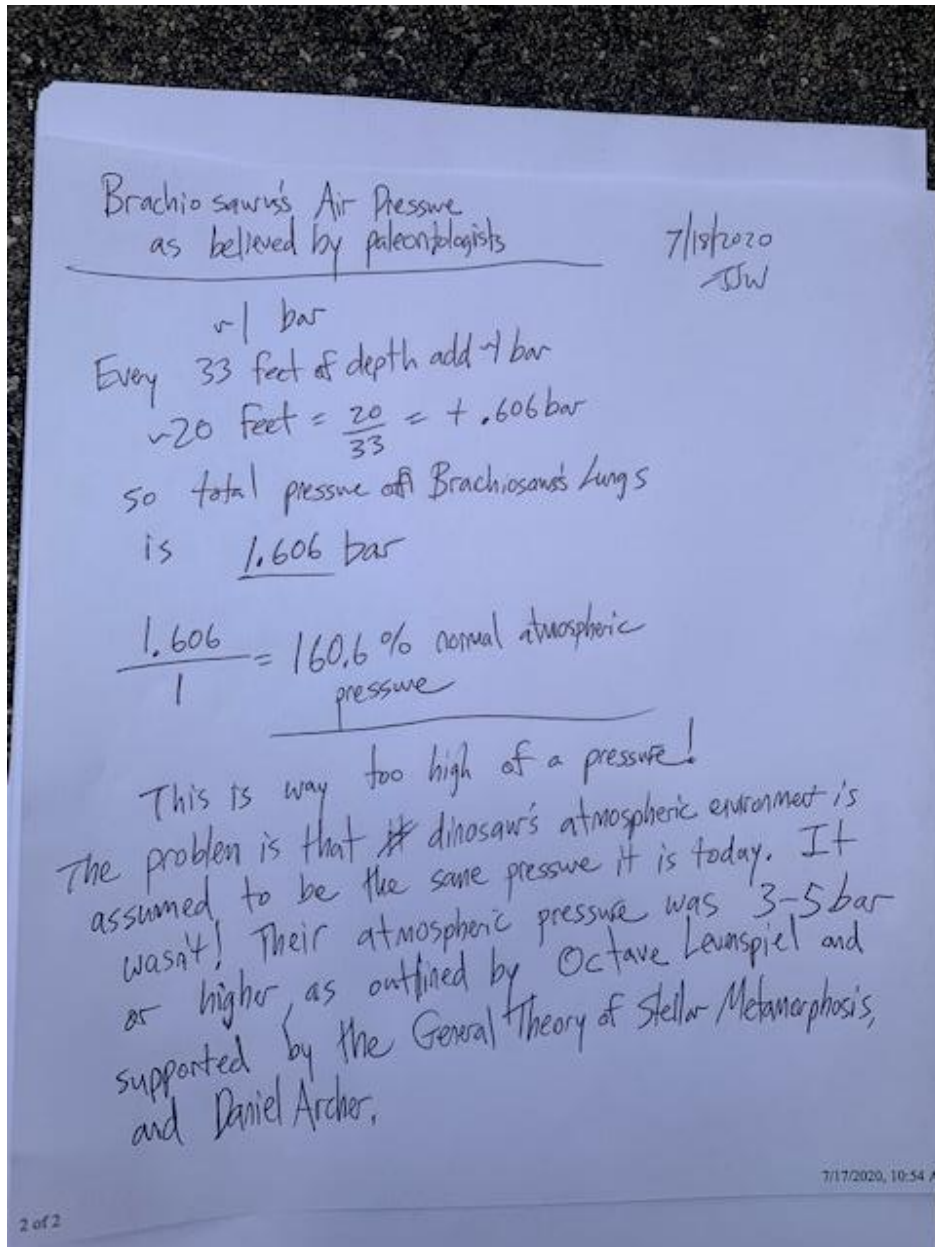 Brachiosaurus's Air Pressure
as believed by paleontologists
7/18/2020
JJW
~1 bar
Every 33 feet of depth add ~1 bar
~20 feet = 20/33 = + .606 bar
so total pressure on Brachiosaurs's Lungs
is 1.606 bar
1.606/1 = 160.6% normal atmospheric
pressure
This is way too high of a pressure!
The problem is that dinosaur's atmospheric environment is
assumed to be the same pressure it is today. It
wasn't! Their atmospheric pressure was 3-5 bar
or higher, as outlined by Octave Levenspiel and
supported by the General Theory of Stellar Metamorphosis,
and Daniel Archer.
7/17/2020, 10:54
2 of 2